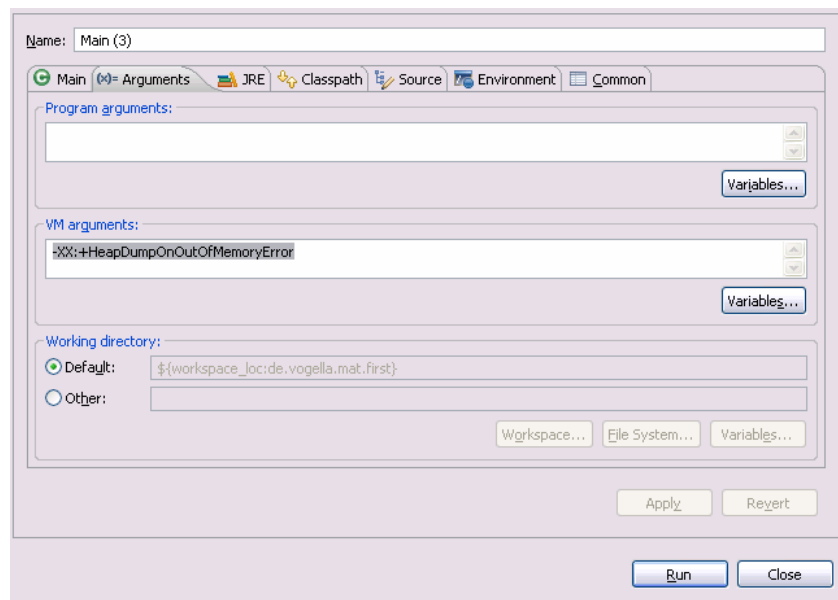 Name: Main (3)
Main (x)= Arguments JRE Classpath Source Environment Common
Program arguments:
Variables...
VM arguments:
-XX:+HeapDumpOnOutOfMemoryError
Variables...
Working directory:
Default: ${workspace_loc:de.vogella.mat.first}
Other:
Workspace... File System... Variables...
Apply Revert
Run Close